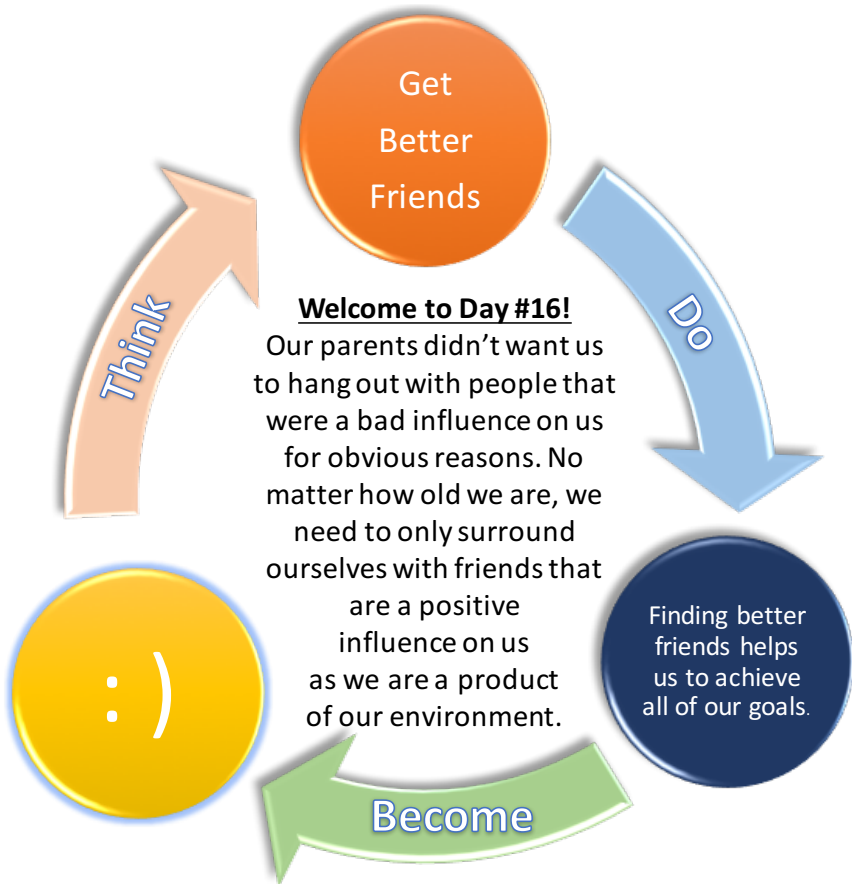 Get
Better
Friends
Do
Finding better
friends helps
us to achieve
all of our goals.
Become
: )
Think
Welcome to Day #16!
Our parents didn't want us
to hang out with people that
were a bad influence on us
for obvious reasons. No
matter how old we are, we
need to only surround
ourselves with friends that
are a positive
influence on us
as we are a product
of our environment.